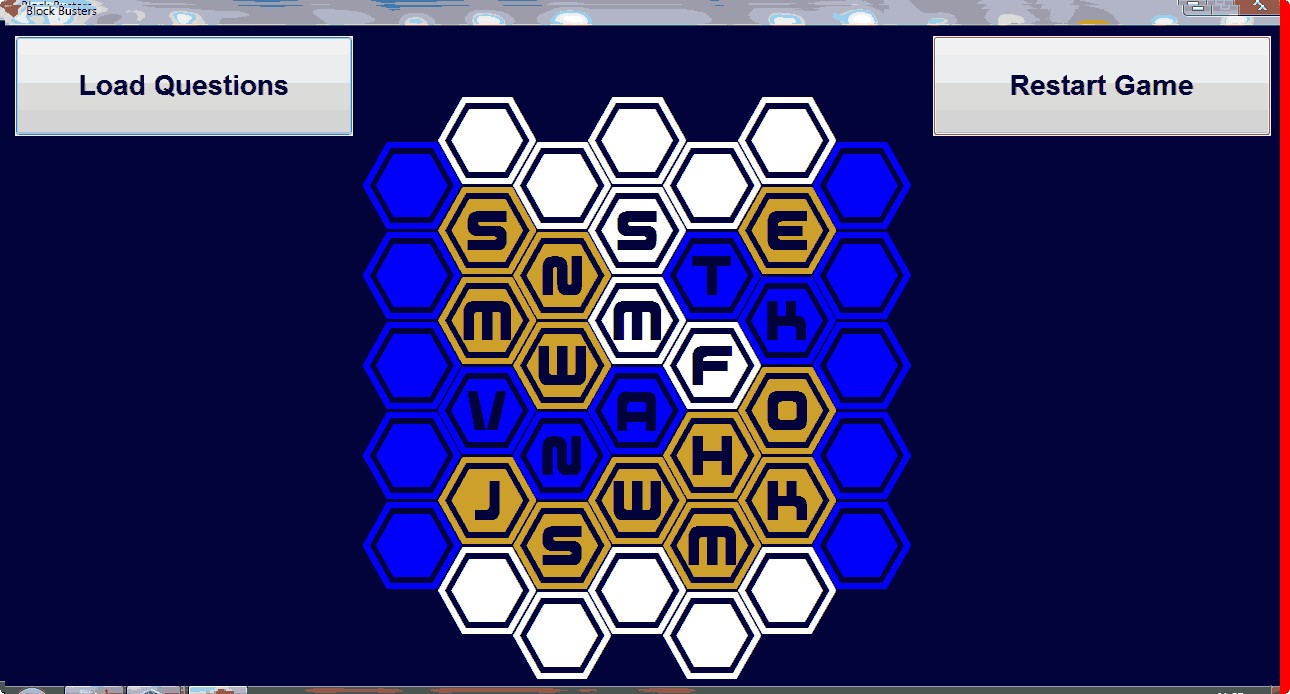 Block Busters
Load Questions
Restart Game
S S E
N T
M M K
W F
V A O
N H
J W K
S M